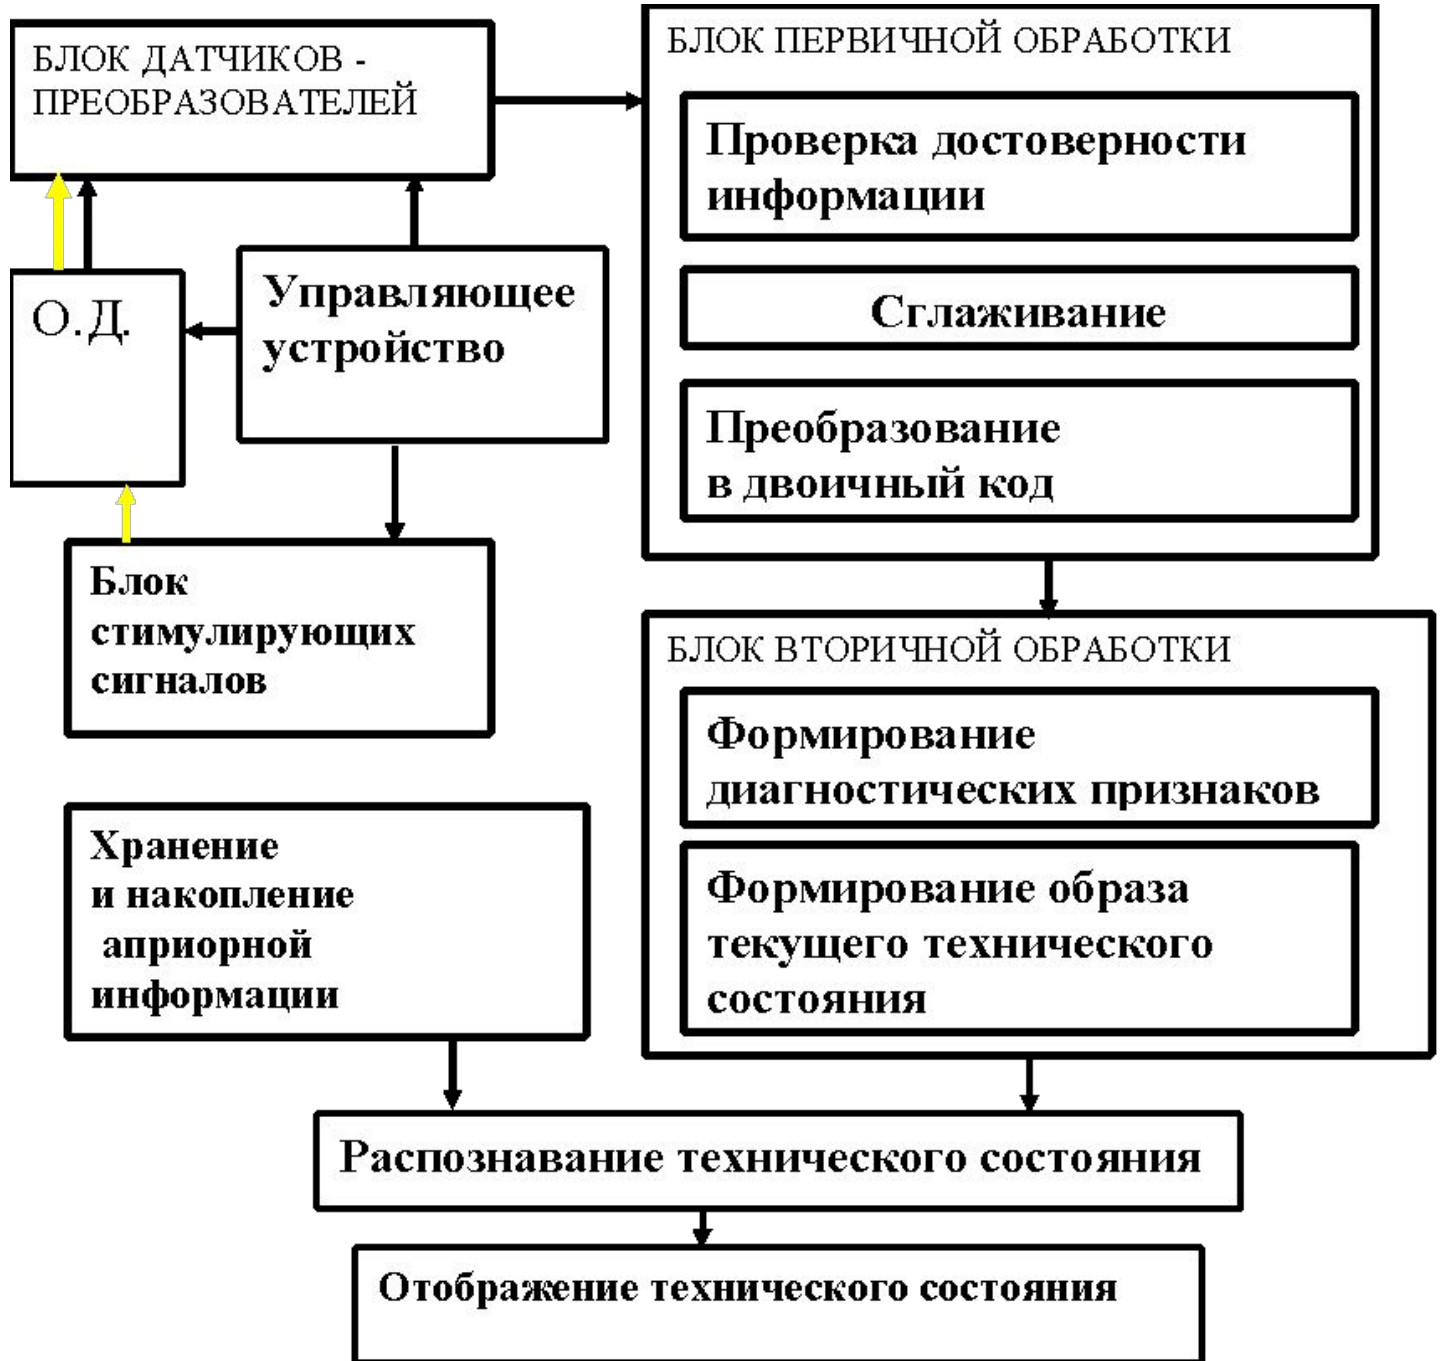 БЛОК ДАТЧИКОВ -
ПРЕОБРАЗОВАТЕЛЕЙ
О.Д.
Управляющее
устройство
Блок
стимулирующих
сигналов
БЛОК ПЕРВИЧНОЙ ОБРАБОТКИ
Проверка достоверности
информации
Сглаживание
Преобразование
в двоичный код
БЛОК ВТОРИЧНОЙ ОБРАБОТКИ
Формирование
диагностических признаков
Формирование образа
текущего технического
состояния
Хранение
и накопление
априорной
информации
Распознавание технического состояния
Отображение технического состояния